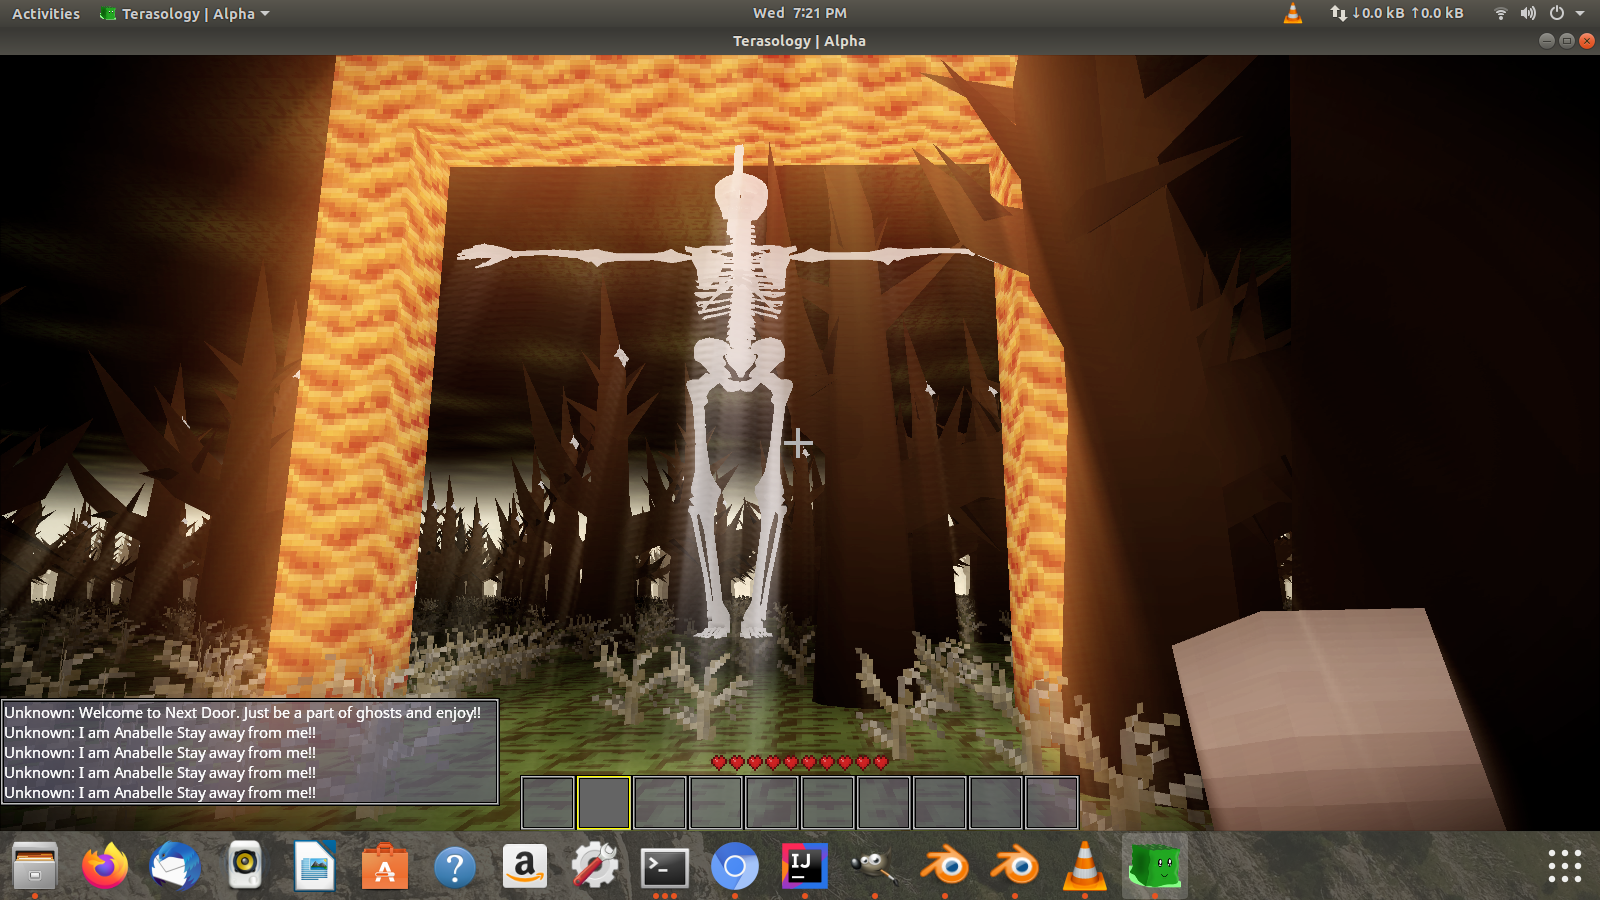 Activities
Terasology | Alpha
Wed 7:21 PM
↓0.0 kB ↑0.0 kB
Terasology | Alpha
Unknown: Welcome to Next Door. Just be a part of ghosts and enjoy!!
Unknown: I am Anabelle Stay away from me!!
Unknown: I am Anabelle Stay away from me!!
Unknown: I am Anabelle Stay away from me!!
Unknown: I am Anabelle Stay away from me!!
A
?
a
>_
IJ